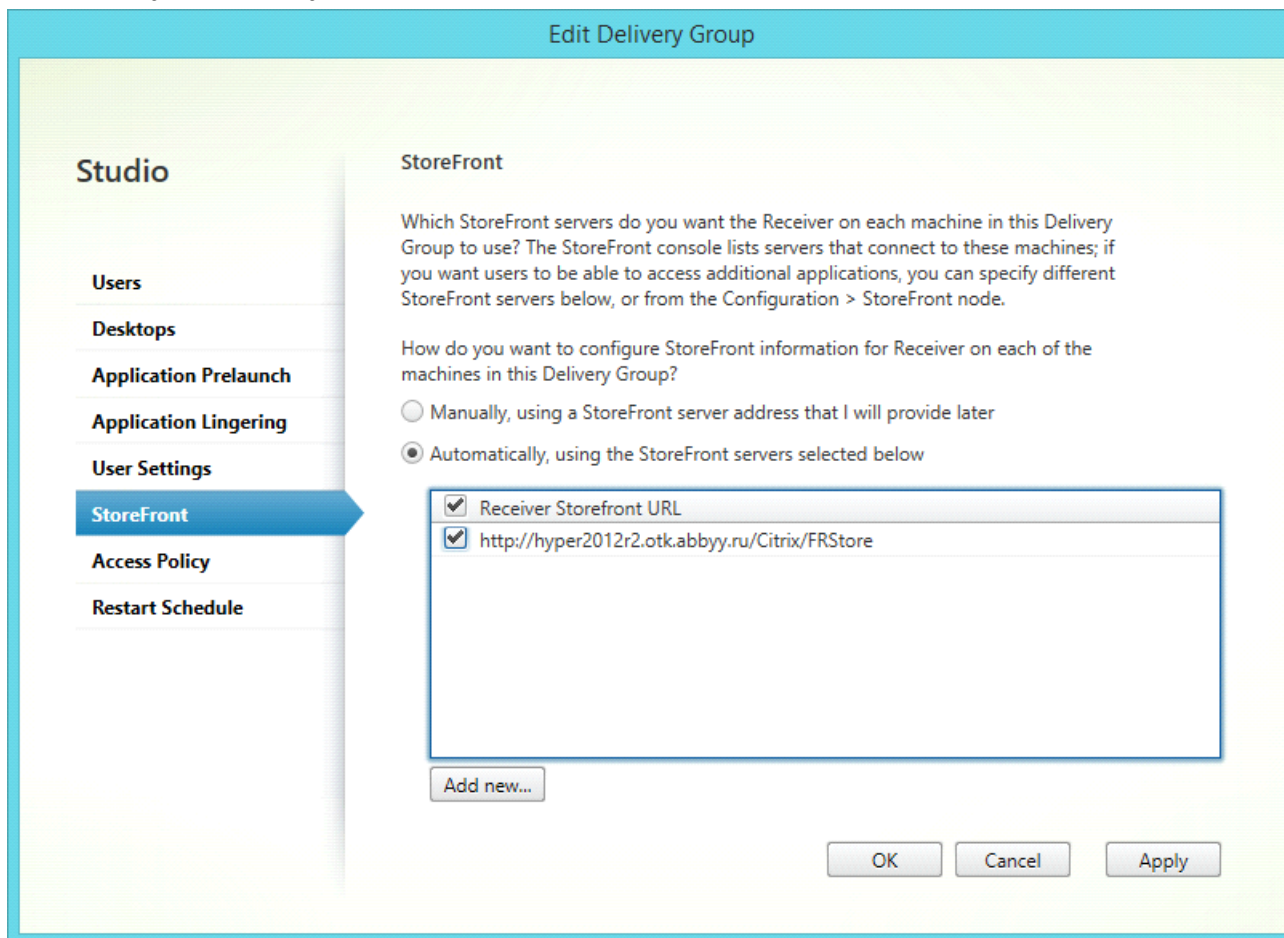 Edit Delivery Group
Studio
Users
Desktops
Application Prelaunch
Application Lingering
User Settings
StoreFront
Access Policy
Restart Schedule
StoreFront
Which StoreFront servers do you want the Receiver on each machine in this Delivery
Group to use? The StoreFront console lists servers that connect to these machines; if
you want users to be able to access additional applications, you can specify different
StoreFront servers below, or from the Configuration > StoreFront node.
How do you want to configure StoreFront information for Receiver on each of the
machines in this Delivery Group?
Manually, using a StoreFront server address that I will provide later
Automatically, using the StoreFront servers selected below
Receiver Storefront URL
http://hyper2012r2.otk.abbyy.ru/Citrix/FRStore
Add new...
OK
Cancel
Apply